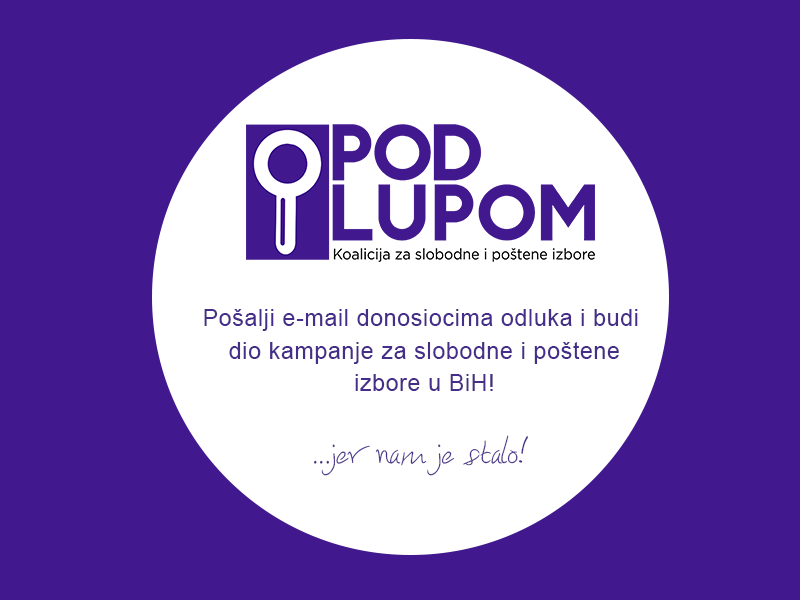 POD
LUPOM
Koalicija za slobodne i poštene izbore
Pošalji e-mail donosiocima odluka i budi
dio kampanje za slobodne i poštene
izbore u BiH!
...jer nam je stalo!